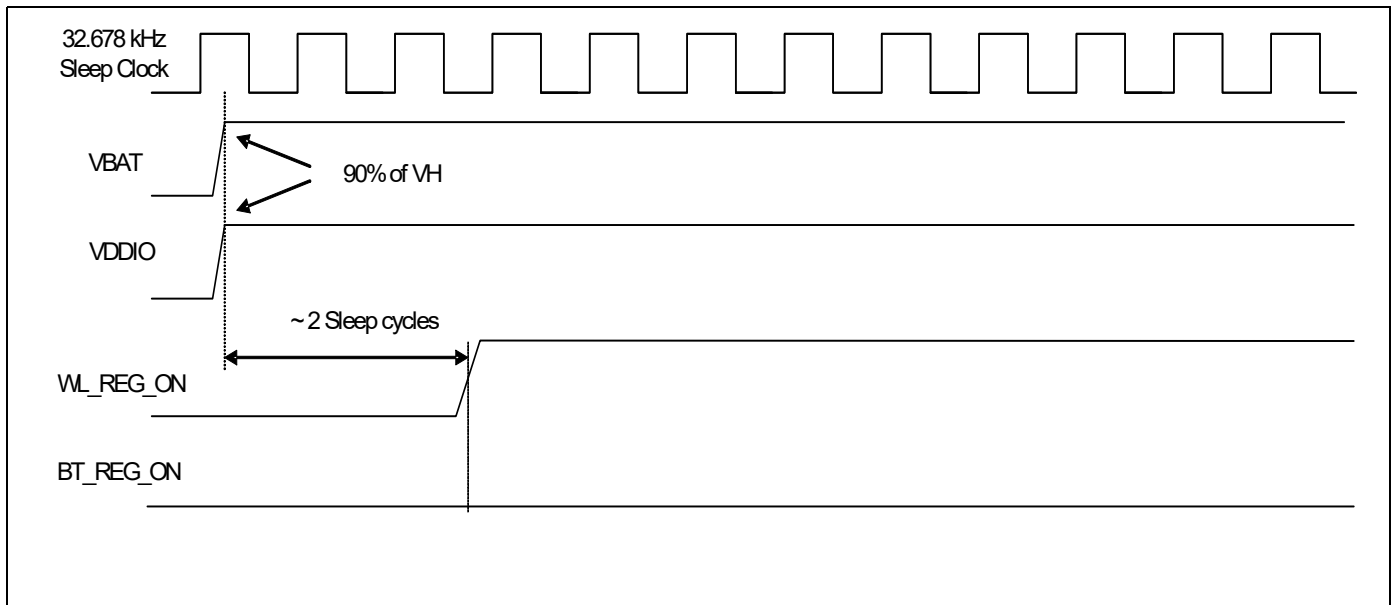 32.678 kHz
Sleep Clock
VBAT
90% of VH
VDDIO
~ 2 Sleep cycles
WL_REG_ON
BT_REG_ON